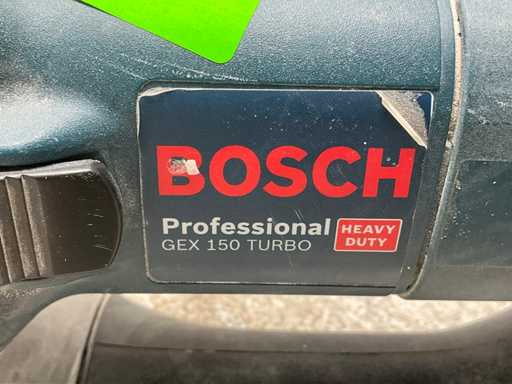 BOSCH
Professional
GEX 150 TURBO
HEAVY
DUTY